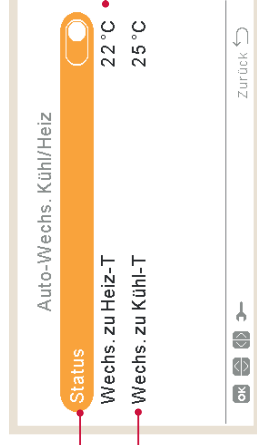 Auto-Wechs. Kühl/Heiz
Status
Wechs. zu Heiz-T 22 °C
Wechs. zu Kühl-T 25 °C
OK Zurück